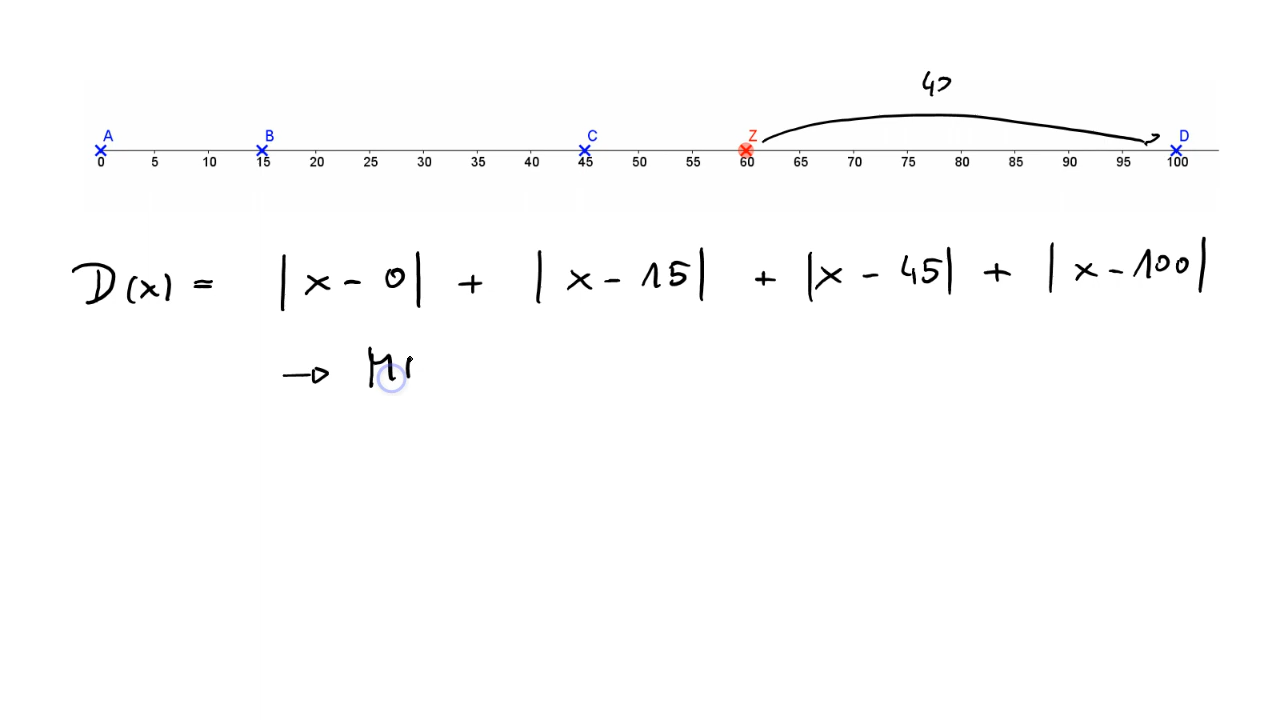 40
A B C Z D
0 5 10 15 20 25 30 35 40 45 50 55 60 65 70 75 80 85 90 95 100
D(x) = |x - 0| + |x - 15| + |x - 45| + |x - 100|
→